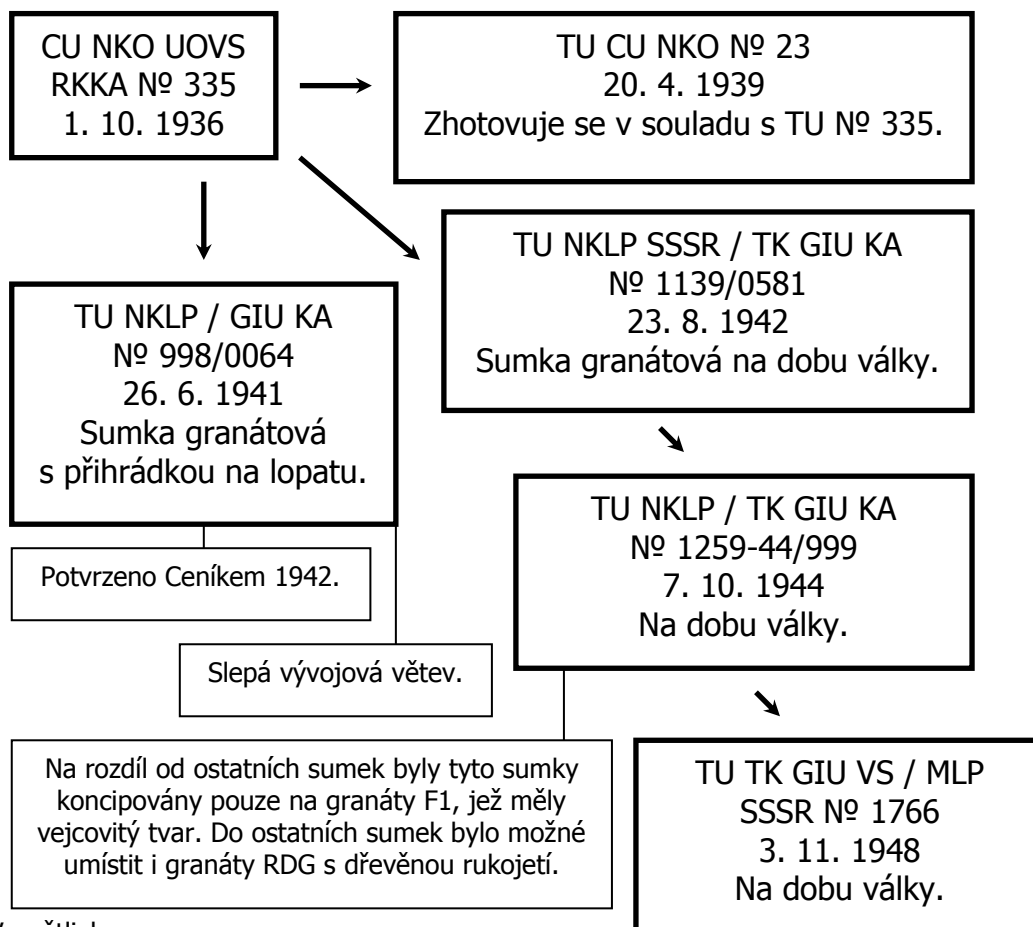 CU NKO UOVS
RKKA № 335
1. 10. 1936
TU CU NKO № 23
20. 4. 1939
Zhotovuje se v souladu s TU № 335.
TU NKLP SSSR / TK GIU KA
№ 1139/0581
23. 8. 1942
Sumka granátová na dobu války.
TU NKLP / GIU KA
№ 998/0064
26. 6. 1941
Sumka granátová
s přihrádkou na lopatu.
TU NKLP / TK GIU KA
№ 1259-44/999
7. 10. 1944
Na dobu války.
Potvrzeno Ceníkem 1942.
Slepá vývojová větev.
Na rozdíl od ostatních sumek byly tyto sumky
koncipovány pouze na granáty F1, jež měly
vejcovitý tvar. Do ostatních sumek bylo možné
umístit i granáty RDG s dřevěnou rukojetí.
TU TK GIU VS / MLP
SSSR № 1766
3. 11. 1948
Na dobu války.